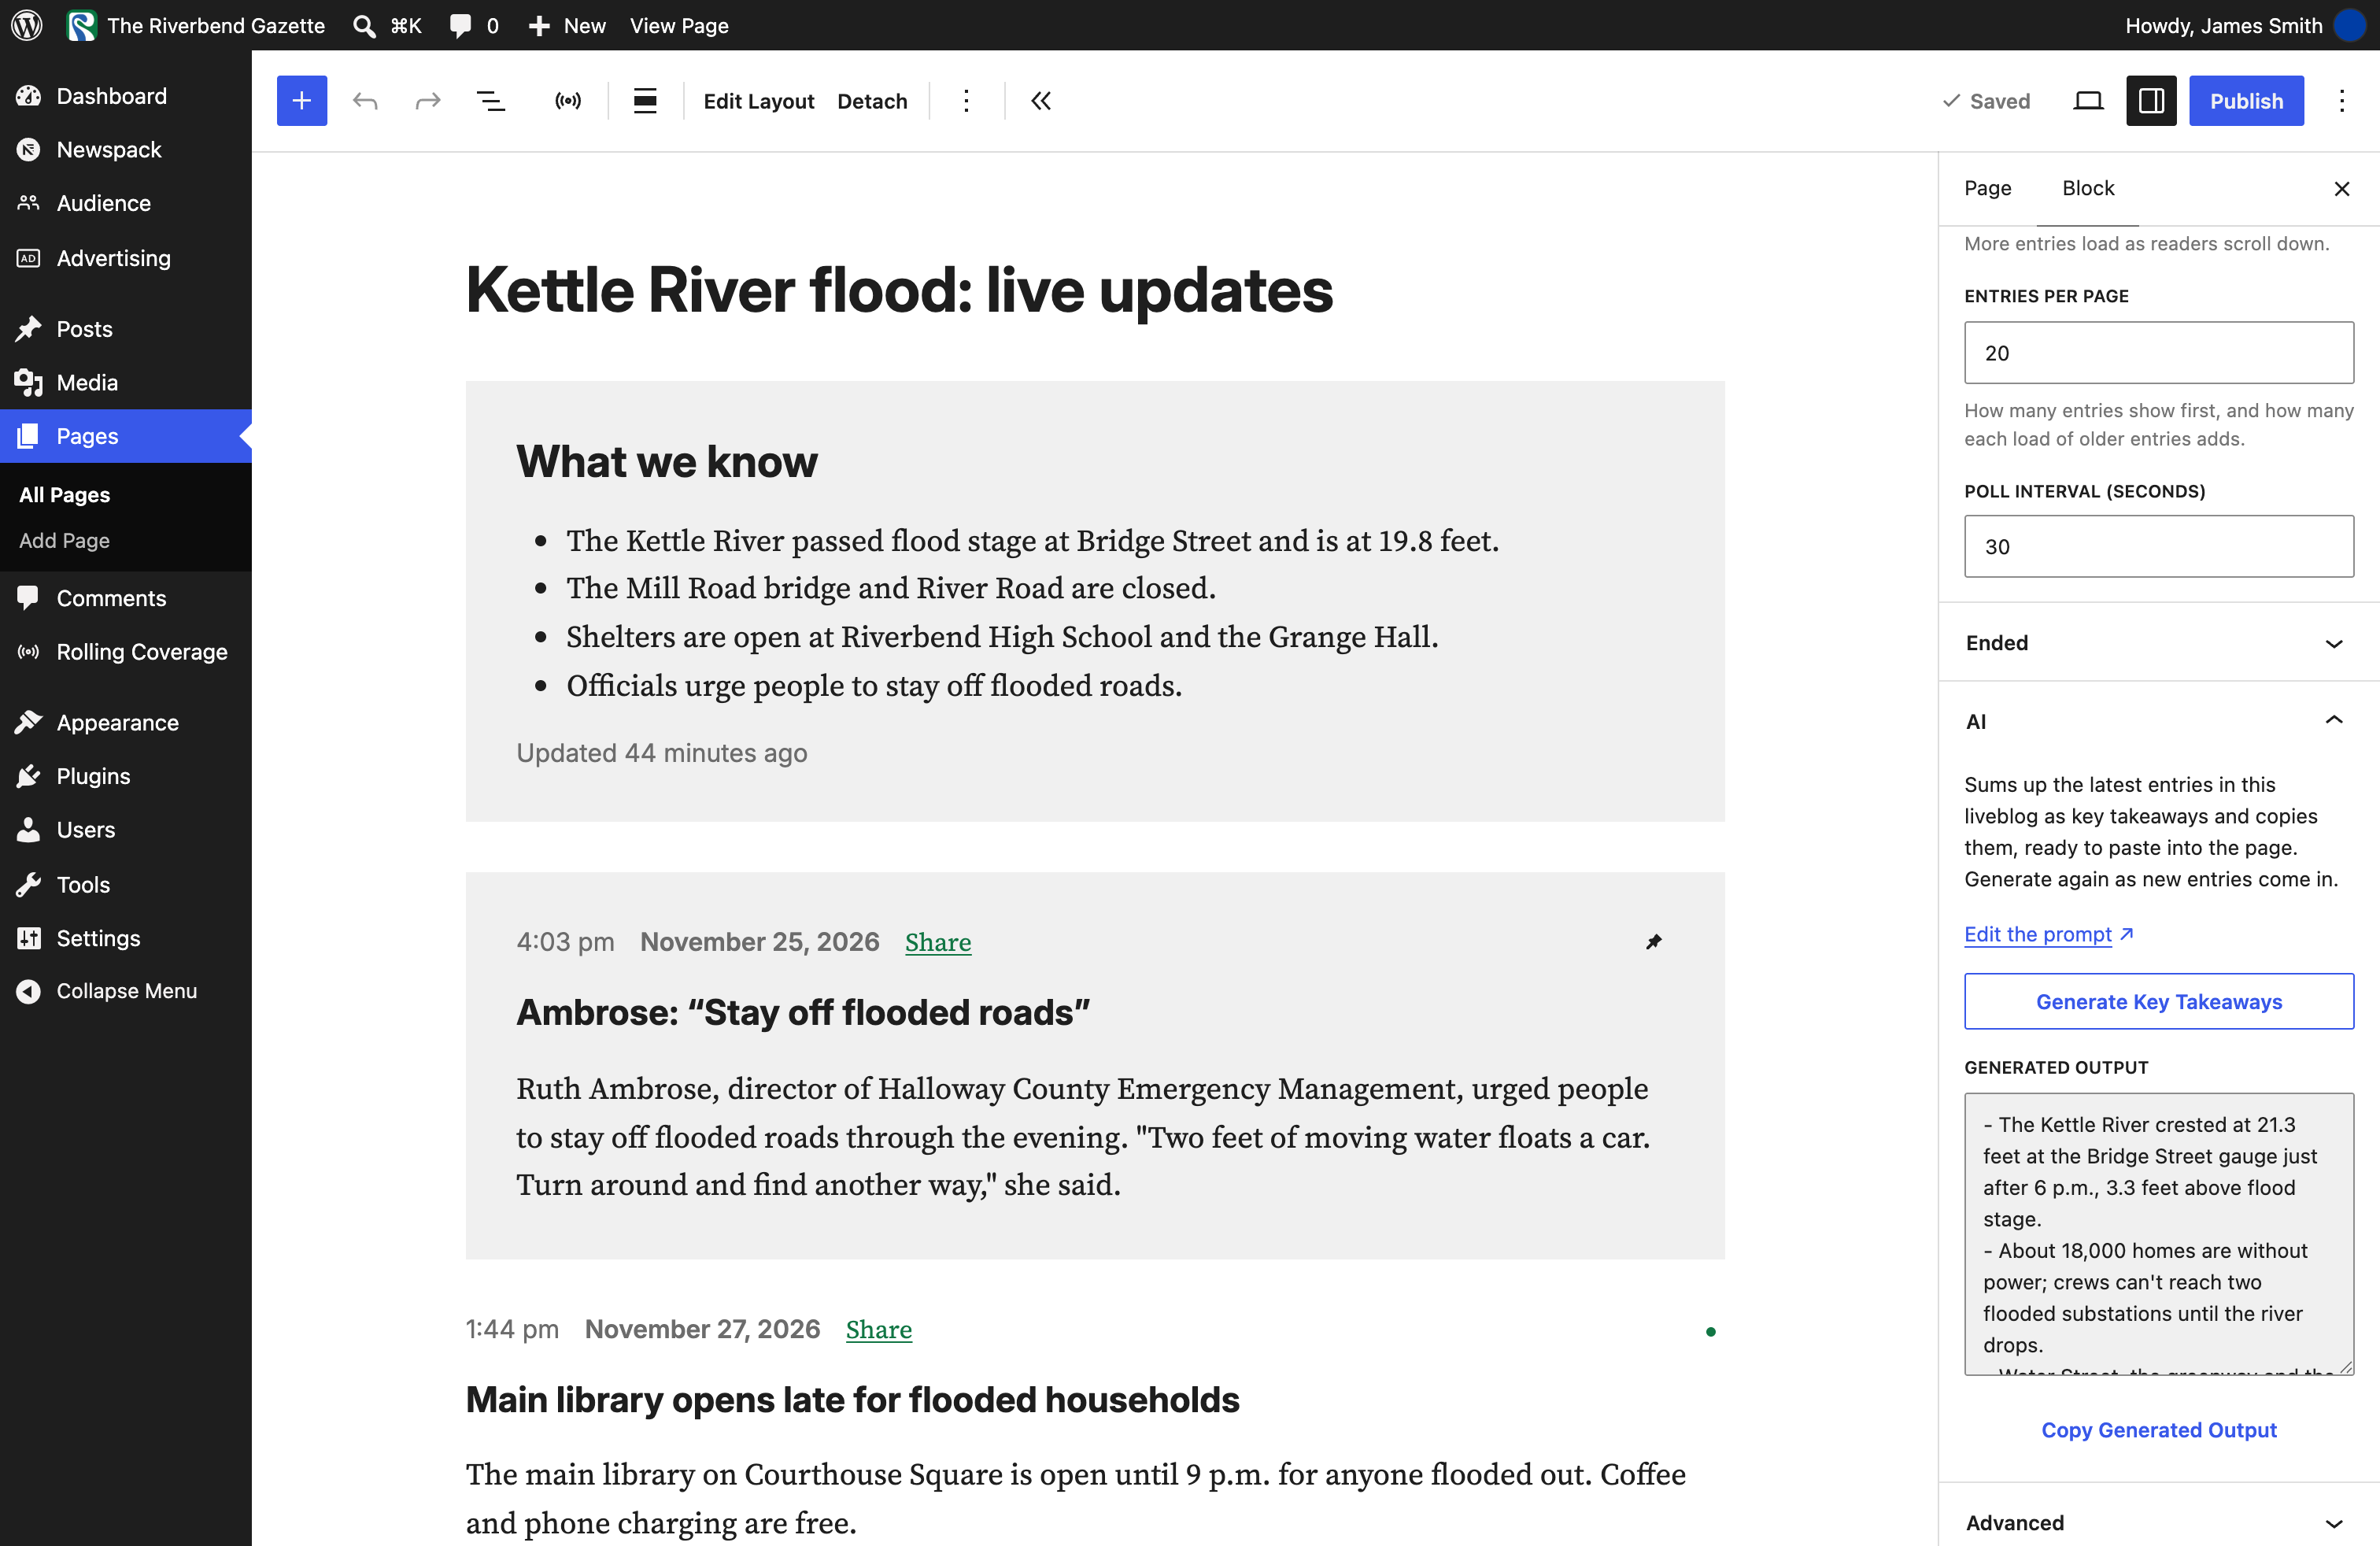 The Riverbend Gazette
⌘K
0
New
View Page
Howdy, James Smith
Dashboard
Newspack
Audience
AD
Advertising
Posts
Media
Pages
All Pages
Add Page
Comments
Rolling Coverage
Appearance
Plugins
Users
Tools
Settings
Collapse Menu
Edit Layout
Detach
Saved
Publish
Kettle River flood: live updates
What we know
• The Kettle River passed flood stage at Bridge Street and is at 19.8 feet.
• The Mill Road bridge and River Road are closed.
• Shelters are open at Riverbend High School and the Grange Hall.
• Officials urge people to stay off flooded roads.
Updated 44 minutes ago
4:03 pm November 25, 2026 Share
Ambrose: “Stay off flooded roads”
Ruth Ambrose, director of Halloway County Emergency Management, urged people
to stay off flooded roads through the evening. "Two feet of moving water floats a car.
Turn around and find another way," she said.
1:44 pm November 27, 2026 Share
Main library opens late for flooded households
The main library on Courthouse Square is open until 9 p.m. for anyone flooded out. Coffee
and phone charging are free.
Page
Block
More entries load as readers scroll down.
ENTRIES PER PAGE
20
How many entries show first, and how many
each load of older entries adds.
POLL INTERVAL (SECONDS)
30
Ended
AI
Sums up the latest entries in this
liveblog as key takeaways and copies
them, ready to paste into the page.
Generate again as new entries come in.
Edit the prompt ↗
Generate Key Takeaways
GENERATED OUTPUT
- The Kettle River crested at 21.3
feet at the Bridge Street gauge just
after 6 p.m., 3.3 feet above flood
stage.
- About 18,000 homes are without
power; crews can't reach two
flooded substations until the river
drops.
- Water Street, the greenway and the
Copy Generated Output
Advanced